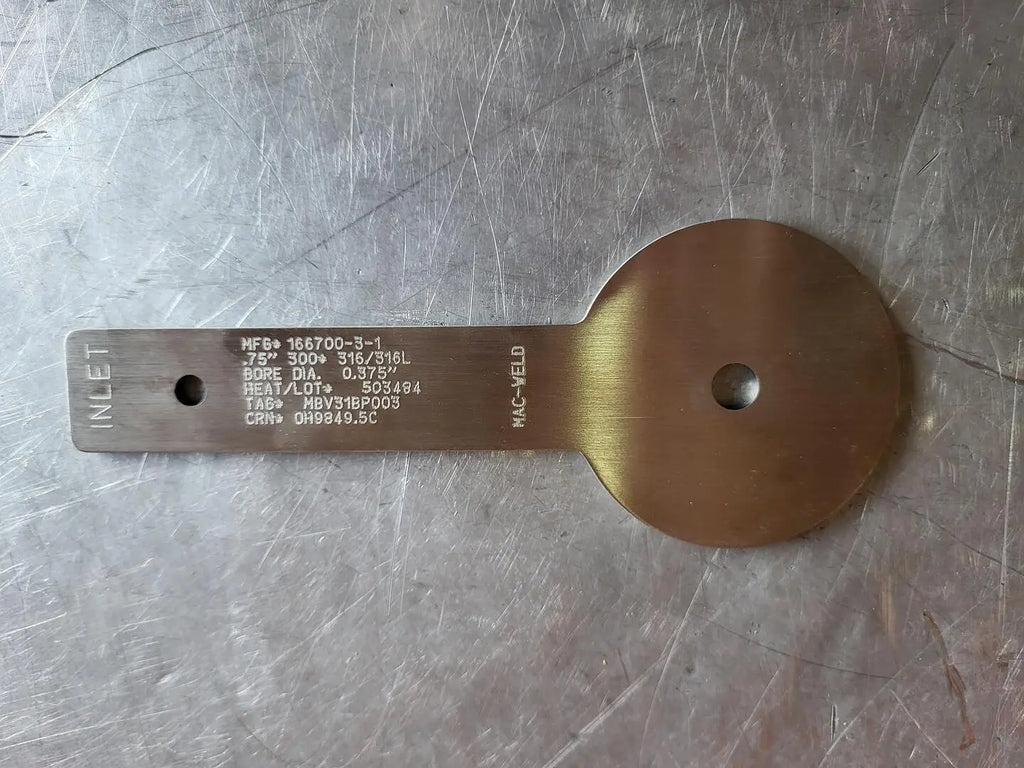 INLET
MFG# 166700-3-1
.75" 300# 316/316L
BORE DIA. 0.375"
HEAT/LOT# 503484
TAG# MBV31BP003
CRN# 0H9849.5C
MAC-WELD